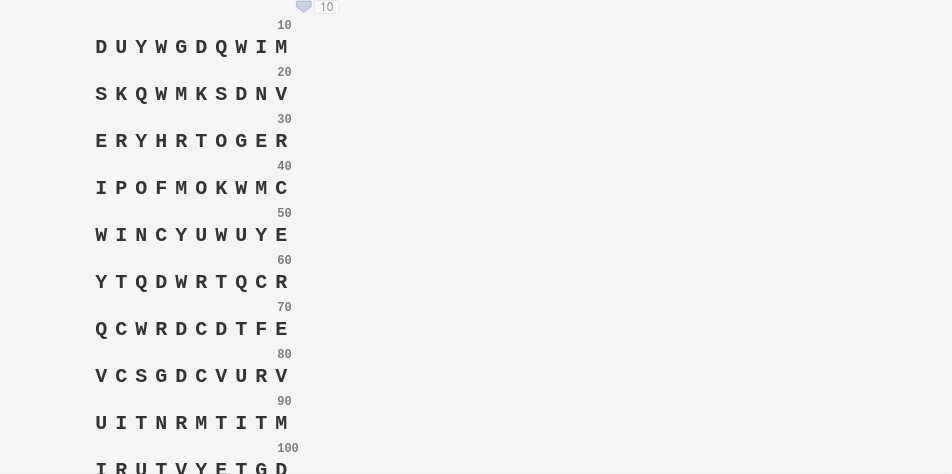 10
10
D U Y W G D Q W I M
20
S K Q W M K S D N V
30
E R Y H R T O G E R
40
I P O F M O K W M C
50
W I N C Y U W U Y E
60
Y T Q D W R T Q C R
70
Q C W R D C D T F E
80
V C S G D C V U R V
90
U I T N R M T I T M
100
I R U T V Y E T G D